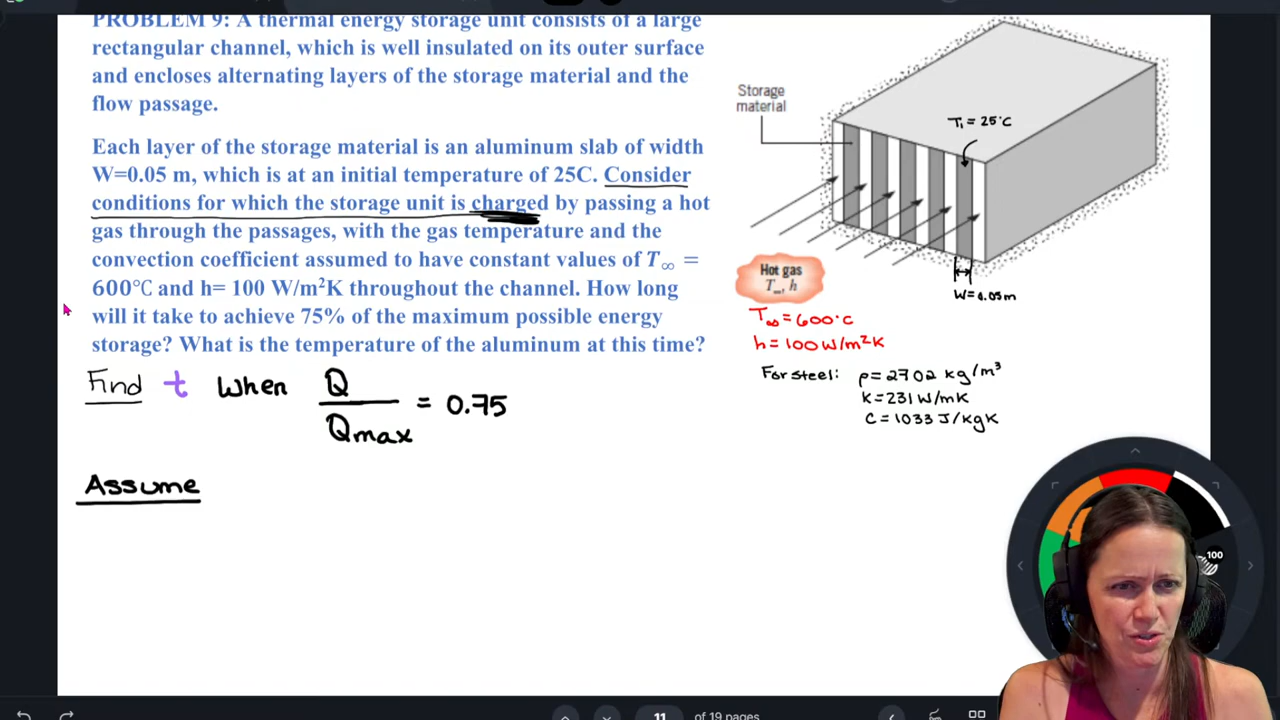 PROBLEM 9: A thermal energy storage unit consists of a large
rectangular channel, which is well insulated on its outer surface
and encloses alternating layers of the storage material and the
flow passage.
Each layer of the storage material is an aluminum slab of width
W=0.05 m, which is at an initial temperature of 25C. Consider
conditions for which the storage unit is charged by passing a hot
gas through the passages, with the gas temperature and the
convection coefficient assumed to have constant values of T∞ =
600°C and h= 100 W/m²K throughout the channel. How long
will it take to achieve 75% of the maximum possible energy
storage? What is the temperature of the aluminum at this time?
Storage
material
Ti = 25°C
Hot gas
T∞, h
W=0.05m
T∞ = 600°C
h = 100 W/m²K
For steel: ρ = 2702 kg/m³
K = 231 W/mK
C = 1033 J/kgK
Find t When Q
Qmax = 0.75
Assume
100
11 of 19 pages